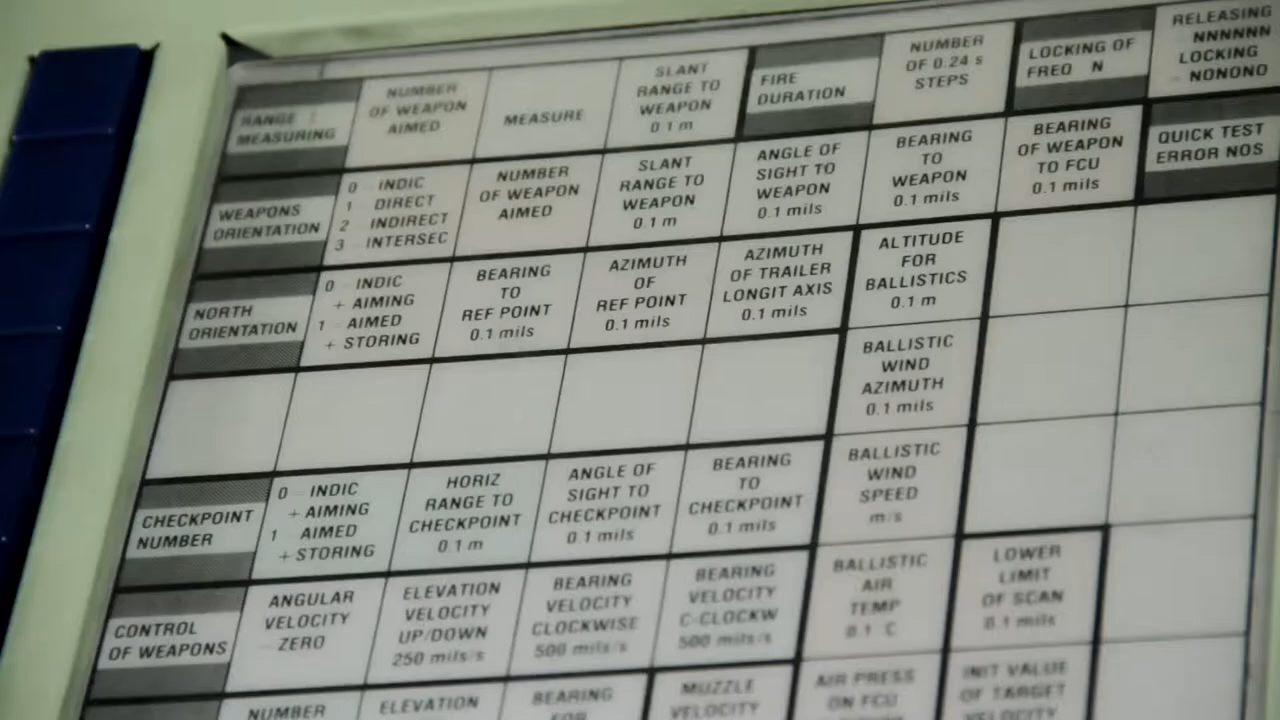 RANGE
MEASURING
NUMBER
OF WEAPON
AIMED
MEASURE
SLANT
RANGE TO
WEAPON
0.1 m
FIRE
DURATION
NUMBER
OF 0.24 s
STEPS
LOCKING OF
FREQ N
RELEASING
NNNNNN
LOCKING
NONONO
WEAPONS
ORIENTATION
0 INDIC
1 DIRECT
2 INDIRECT
3 INTERSEC
NUMBER
OF WEAPON
AIMED
SLANT
RANGE TO
WEAPON
0.1 m
ANGLE OF
SIGHT TO
WEAPON
0.1 mils
BEARING
TO
WEAPON
0.1 mils
BEARING
OF WEAPON
TO FCU
0.1 mils
QUICK TEST
ERROR NOS
NORTH
ORIENTATION
0 INDIC
+ AIMING
1 AIMED
+ STORING
BEARING
TO
REF POINT
0.1 mils
AZIMUTH
OF
REF POINT
0.1 mils
AZIMUTH
OF TRAILER
LONGIT AXIS
0.1 mils
ALTITUDE
FOR
BALLISTICS
0.1 m
BALLISTIC
WIND
AZIMUTH
0.1 mils
CHECKPOINT
NUMBER
0 INDIC
+ AIMING
1 AIMED
+ STORING
HORIZ
RANGE TO
CHECKPOINT
0.1 m
ANGLE OF
SIGHT TO
CHECKPOINT
0.1 mils
BEARING
TO
CHECKPOINT
0.1 mils
BALLISTIC
WIND
SPEED
m/s
CONTROL
OF WEAPONS
ANGULAR
VELOCITY
ZERO
ELEVATION
VELOCITY
UP/DOWN
250 mils/s
BEARING
VELOCITY
CLOCKWISE
500 mils/s
BEARING
VELOCITY
C-CLOCKW
500 mils/s
BALLISTIC
AIR
TEMP
0.1 C
LOWER
LIMIT
OF SCAN
0.1 mils
NUMBER
ELEVATION
BEARING
FOR
MUZZLE
VELOCITY
AIR PRESS
ON FCU
INIT VALUE
OF TARGET
VELOCITY